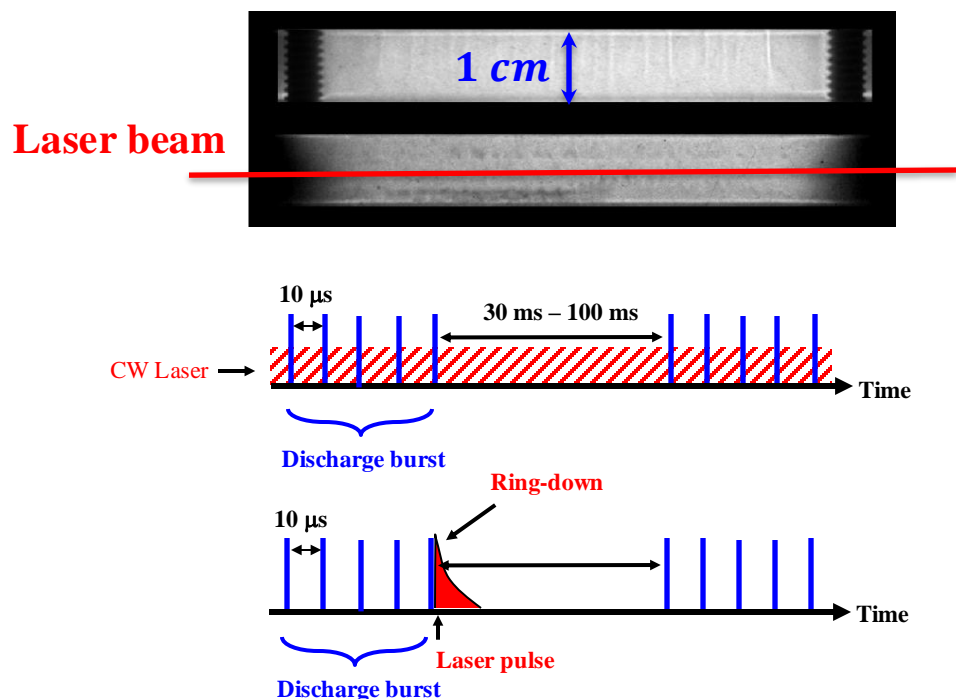 1 cm
Laser beam
10 μs
30 ms – 100 ms
CW Laser
Time
Discharge burst
Ring-down
10 μs
Time
Laser pulse
Discharge burst